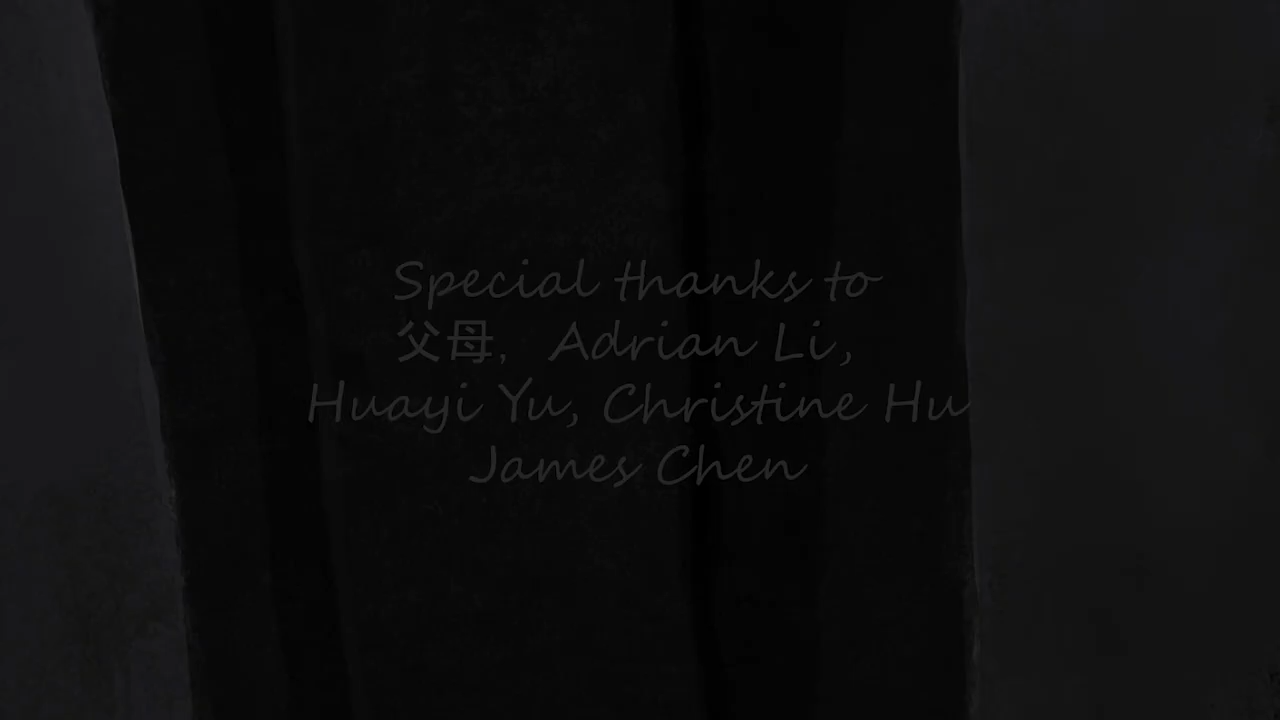 Special thanks to
父母, Adrian Li,
Huayi Yu, Christine Hu
James Chen